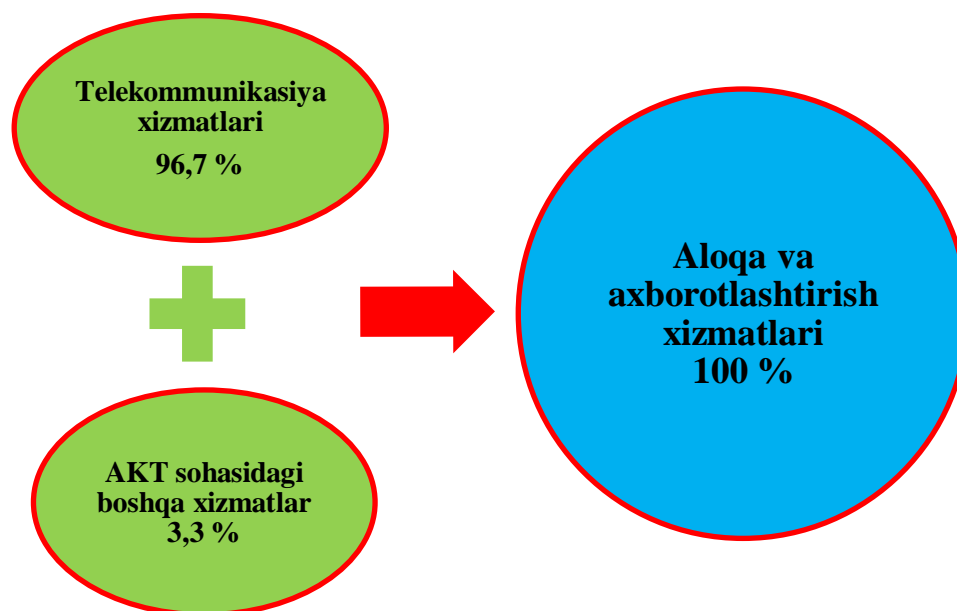 Telekommunikasiya
xizmatlari
96,7 %
AKT sohasidagi
boshqa xizmatlar
3,3 %
Aloqa va
axborotlashtirish
xizmatlari
100 %